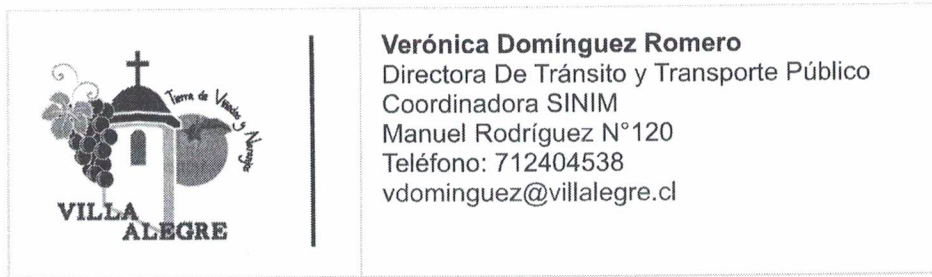 Tierra de Viñedos y Naranjos
VILLA
ALEGRE
Verónica Domínguez Romero
Directora De Tránsito y Transporte Público
Coordinadora SINIM
Manuel Rodríguez N°120
Teléfono: 712404538
vdominguez@villalegre.cl